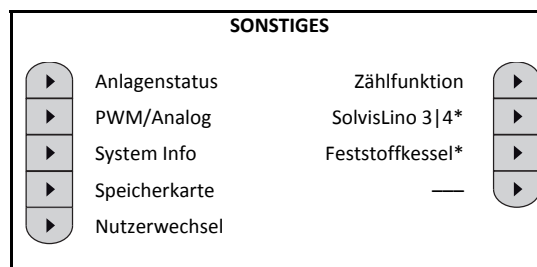 SONSTIGES
Anlagenstatus Zählfunktion
PWM/Analog SolvisLino 3|4*
System Info Feststoffkessel*
Speicherkarte —
Nutzerwechsel